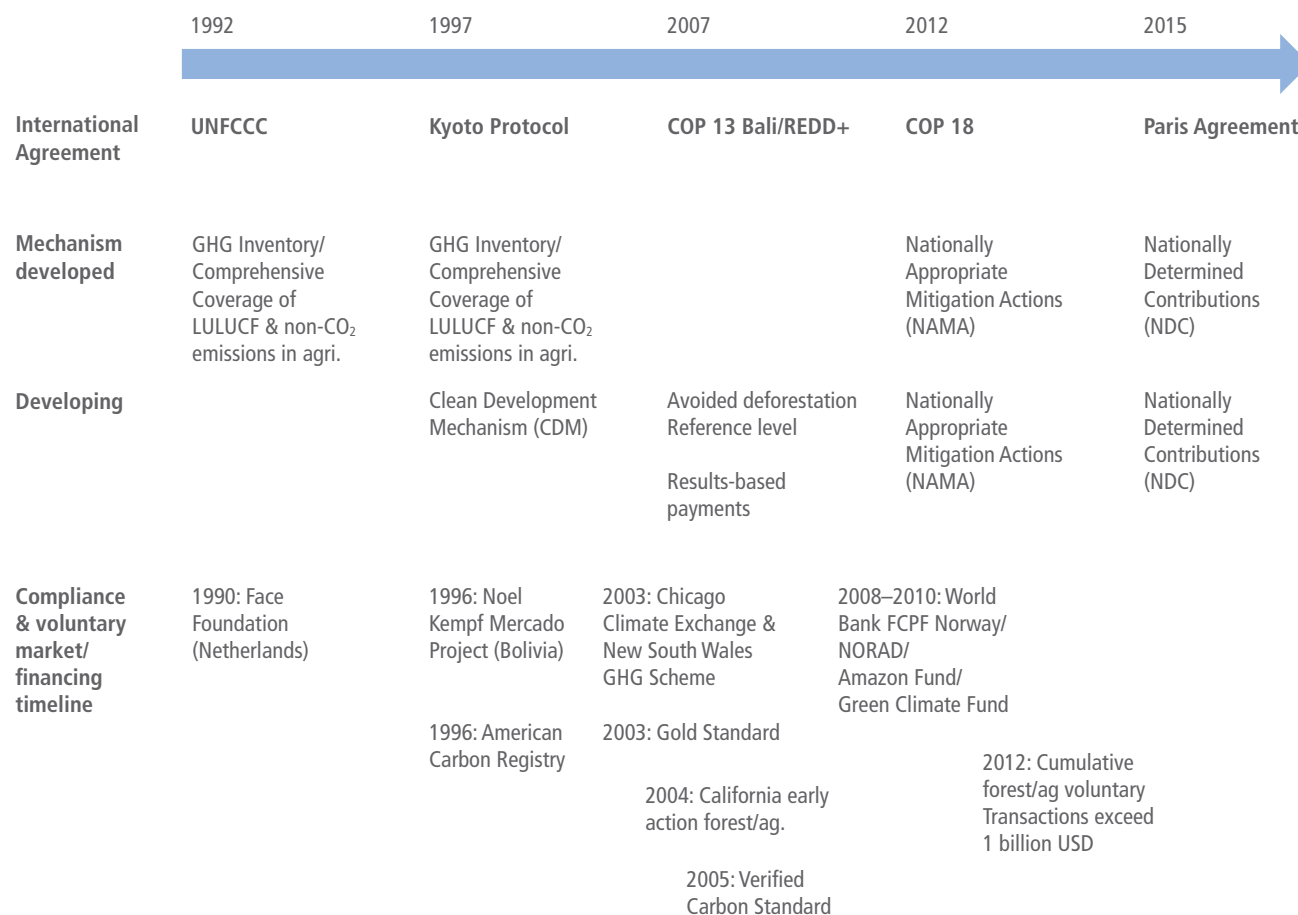 1992 1997 2007 2012 2015
International
Agreement
UNFCCC
Kyoto Protocol
COP 13 Bali/REDD+
COP 18
Paris Agreement
Mechanism
developed
GHG Inventory/
Comprehensive
Coverage of
LULUCF & non-CO₂
emissions in agri.
GHG Inventory/
Comprehensive
Coverage of
LULUCF & non-CO₂
emissions in agri.
Nationally
Appropriate
Mitigation Actions
(NAMA)
Nationally
Determined
Contributions
(NDC)
Developing
Clean Development
Mechanism (CDM)
Avoided deforestation
Reference level
Results-based
payments
Nationally
Appropriate
Mitigation Actions
(NAMA)
Nationally
Determined
Contributions
(NDC)
Compliance
& voluntary
market/
financing
timeline
1990: Face
Foundation
(Netherlands)
1996: Noel
Kempf Mercado
Project (Bolivia)
1996: American
Carbon Registry
2003: Chicago
Climate Exchange &
New South Wales
GHG Scheme
2003: Gold Standard
2004: California early
action forest/ag.
2005: Verified
Carbon Standard
2008–2010: World
Bank FCPF Norway/
NORAD/
Amazon Fund/
Green Climate Fund
2012: Cumulative
forest/ag voluntary
Transactions exceed
1 billion USD